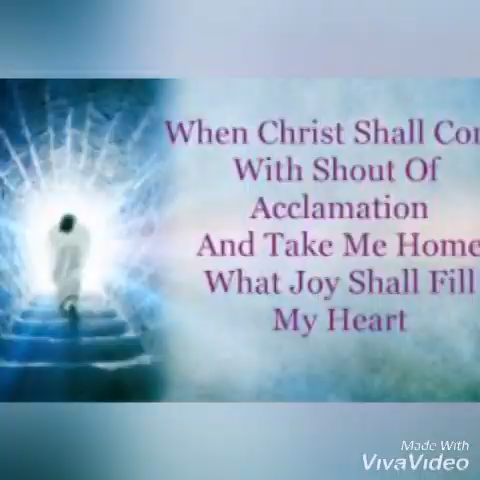 When Christ Shall Com
With Shout Of
Acclamation
And Take Me Home
What Joy Shall Fill
My Heart
Made With
VivaVideo